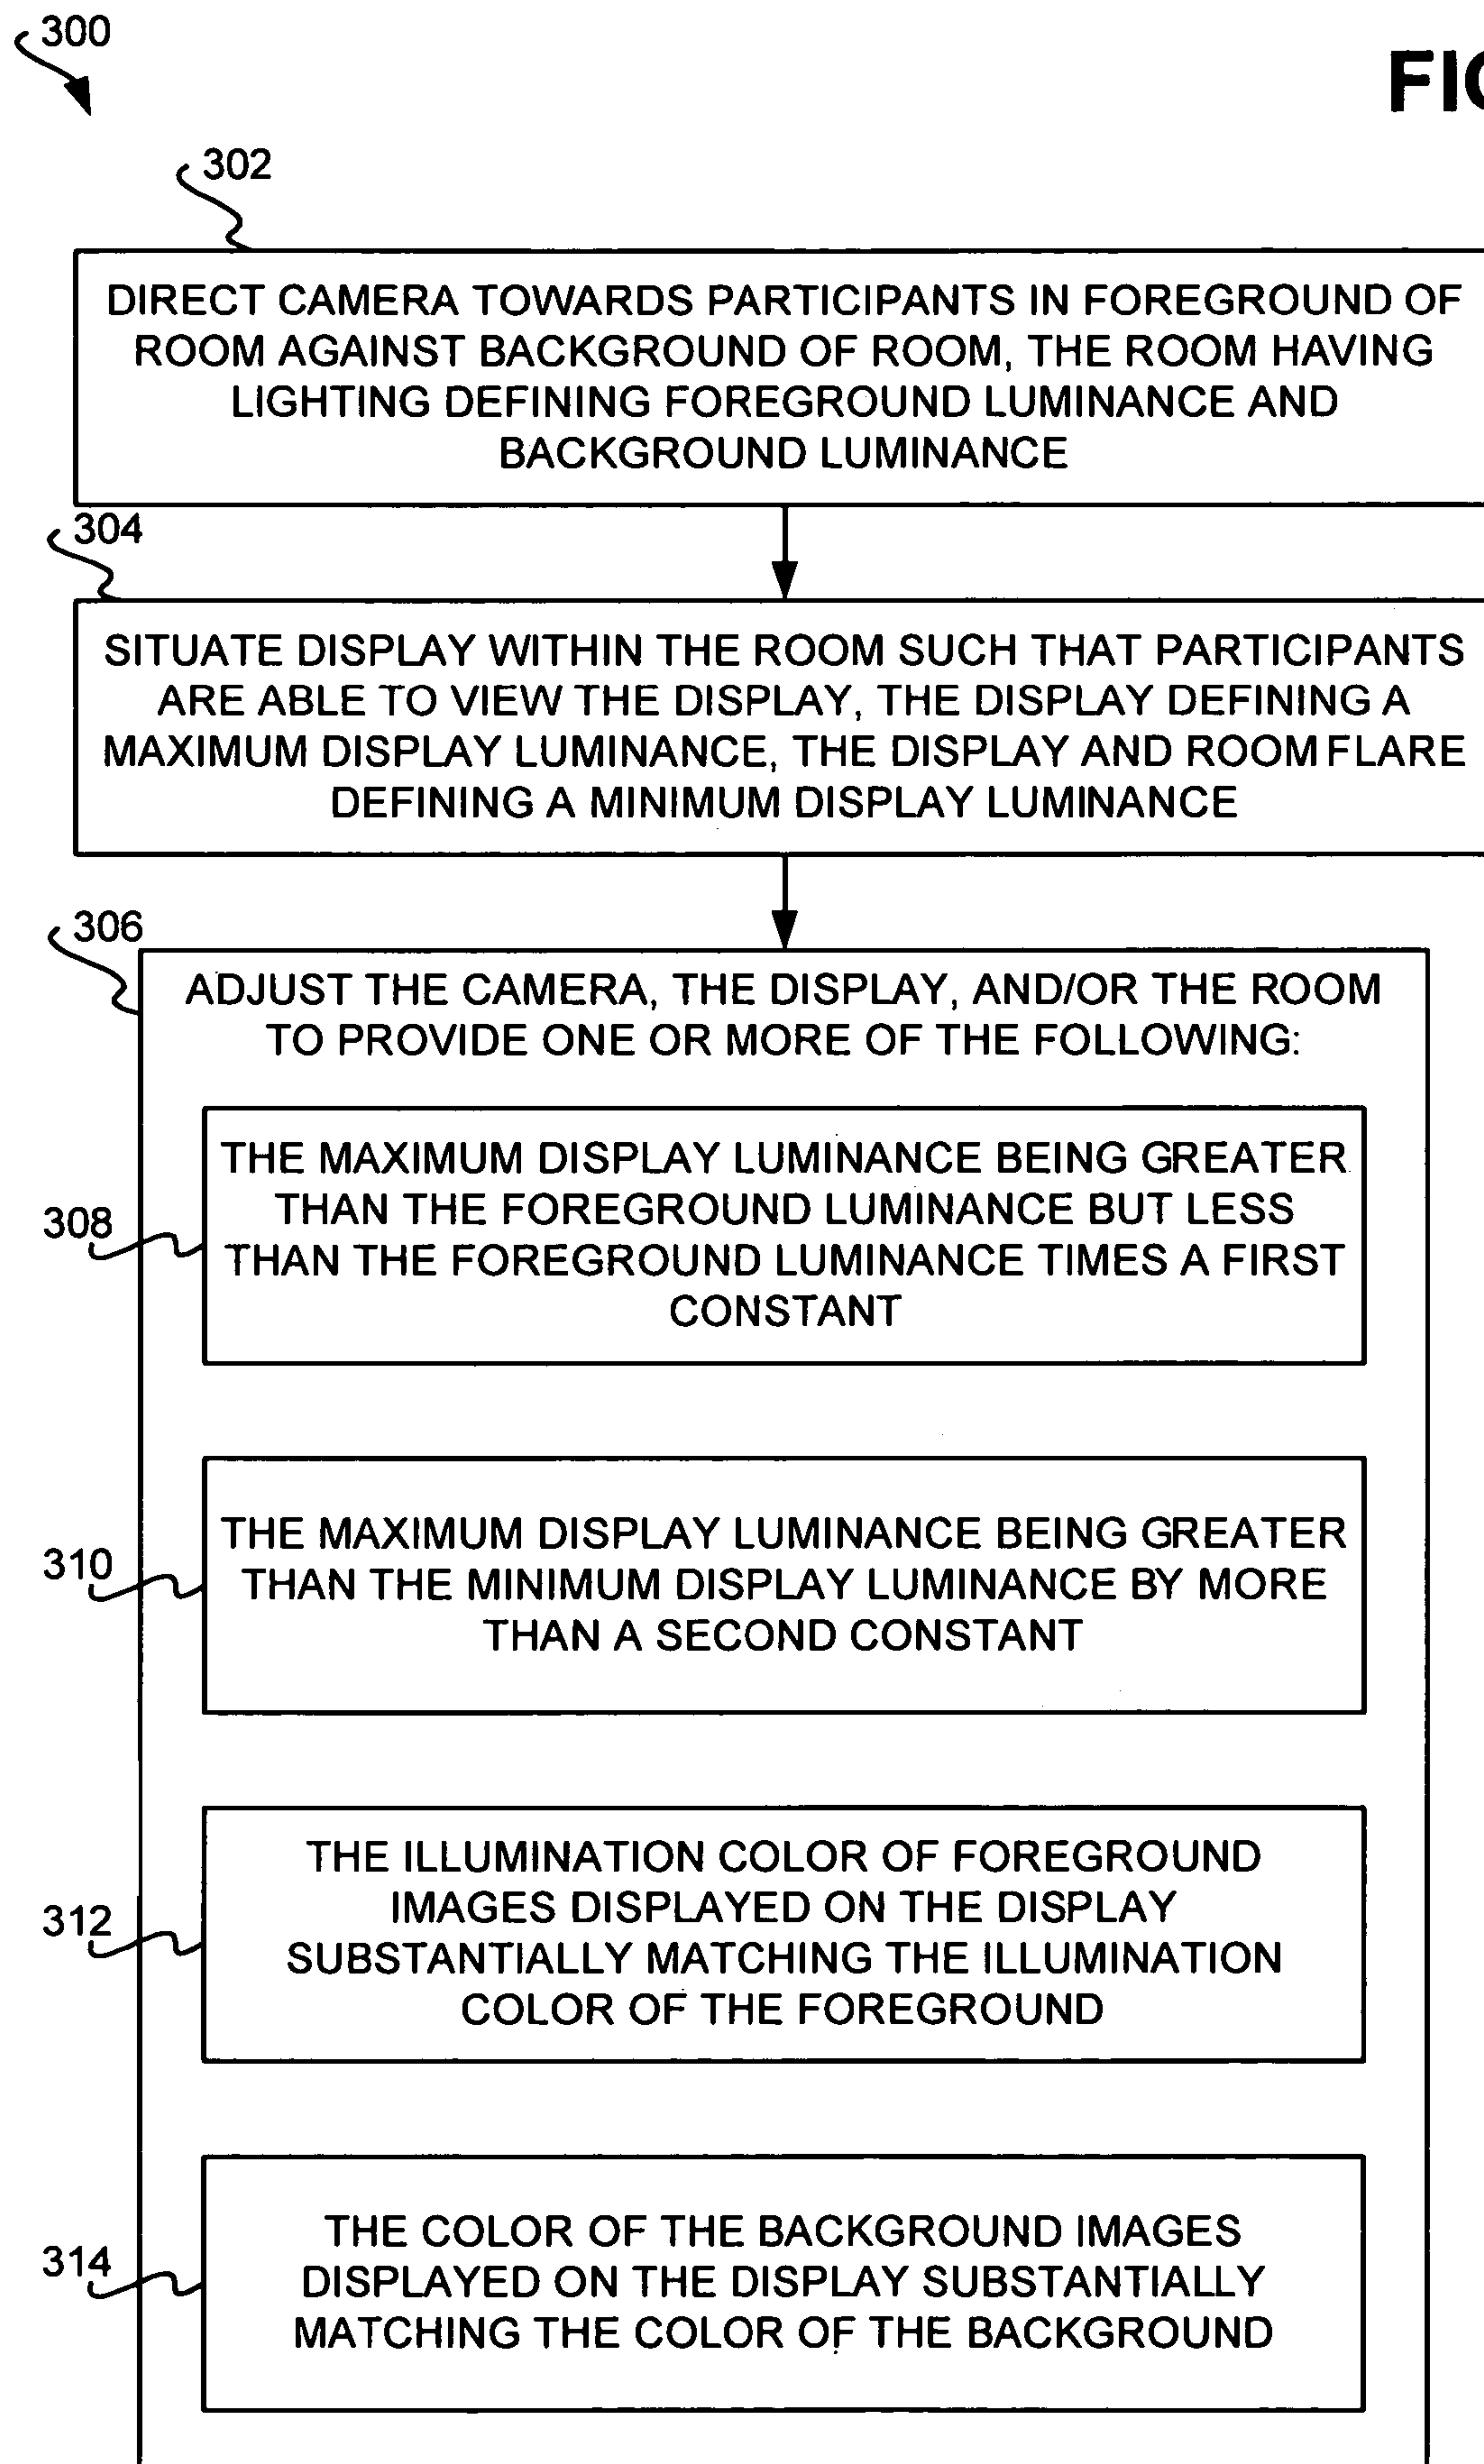 300
FIG
302
DIRECT CAMERA TOWARDS PARTICIPANTS IN FOREGROUND OF
ROOM AGAINST BACKGROUND OF ROOM, THE ROOM HAVING
LIGHTING DEFINING FOREGROUND LUMINANCE AND
BACKGROUND LUMINANCE
304
SITUATE DISPLAY WITHIN THE ROOM SUCH THAT PARTICIPANTS
ARE ABLE TO VIEW THE DISPLAY, THE DISPLAY DEFINING A
MAXIMUM DISPLAY LUMINANCE, THE DISPLAY AND ROOM FLARE
DEFINING A MINIMUM DISPLAY LUMINANCE
306
ADJUST THE CAMERA, THE DISPLAY, AND/OR THE ROOM
TO PROVIDE ONE OR MORE OF THE FOLLOWING:
308
THE MAXIMUM DISPLAY LUMINANCE BEING GREATER
THAN THE FOREGROUND LUMINANCE BUT LESS
THAN THE FOREGROUND LUMINANCE TIMES A FIRST
CONSTANT
310
THE MAXIMUM DISPLAY LUMINANCE BEING GREATER
THAN THE MINIMUM DISPLAY LUMINANCE BY MORE
THAN A SECOND CONSTANT
312
THE ILLUMINATION COLOR OF FOREGROUND
IMAGES DISPLAYED ON THE DISPLAY
SUBSTANTIALLY MATCHING THE ILLUMINATION
COLOR OF THE FOREGROUND
314
THE COLOR OF THE BACKGROUND IMAGES
DISPLAYED ON THE DISPLAY SUBSTANTIALLY
MATCHING THE COLOR OF THE BACKGROUND